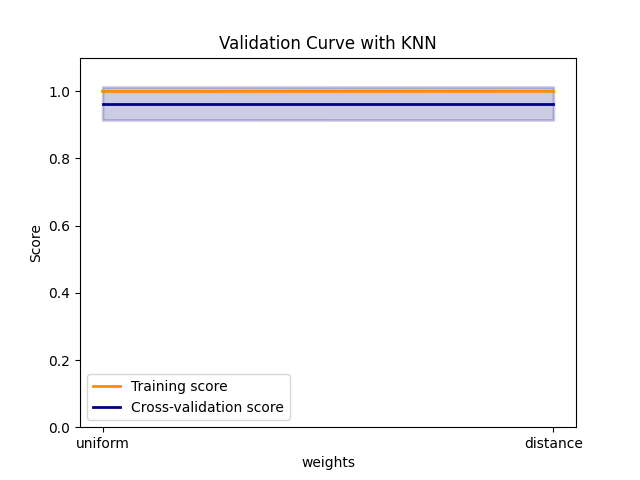 Validation Curve with KNN
1.0
0.8
0.6
0.4
0.2
0.0
Score
Training score
Cross-validation score
uniform
distance
weights